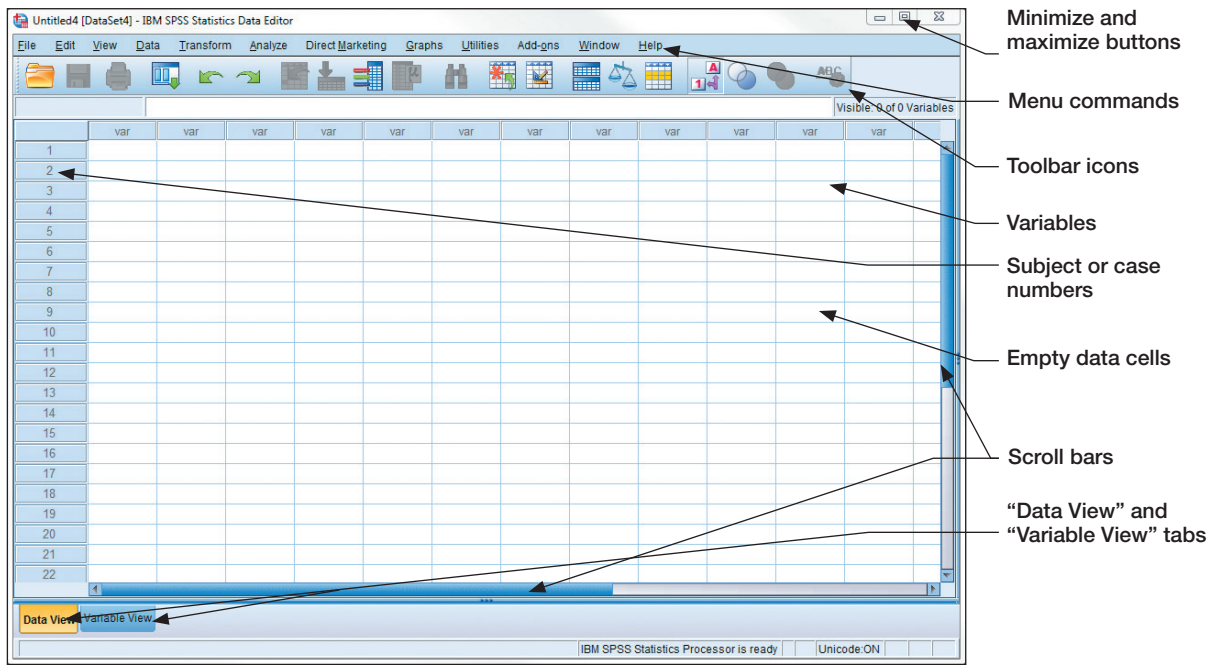 Untitled4 [DataSet4] - IBM SPSS Statistics Data Editor
File Edit View Data Transform Analyze Direct Marketing Graphs Utilities Add-ons Window Help
Visible: 0 of 0 Variables
var var var var var var var var var var var var
1
2
3
4
5
6
7
8
9
10
11
12
13
14
15
16
17
18
19
20
21
22
Data View Variable View
IBM SPSS Statistics Processor is ready Unicode:ON
Minimize and
maximize buttons
Menu commands
Toolbar icons
Variables
Subject or case
numbers
Empty data cells
Scroll bars
“Data View” and
“Variable View” tabs
A
1
ABC
μ